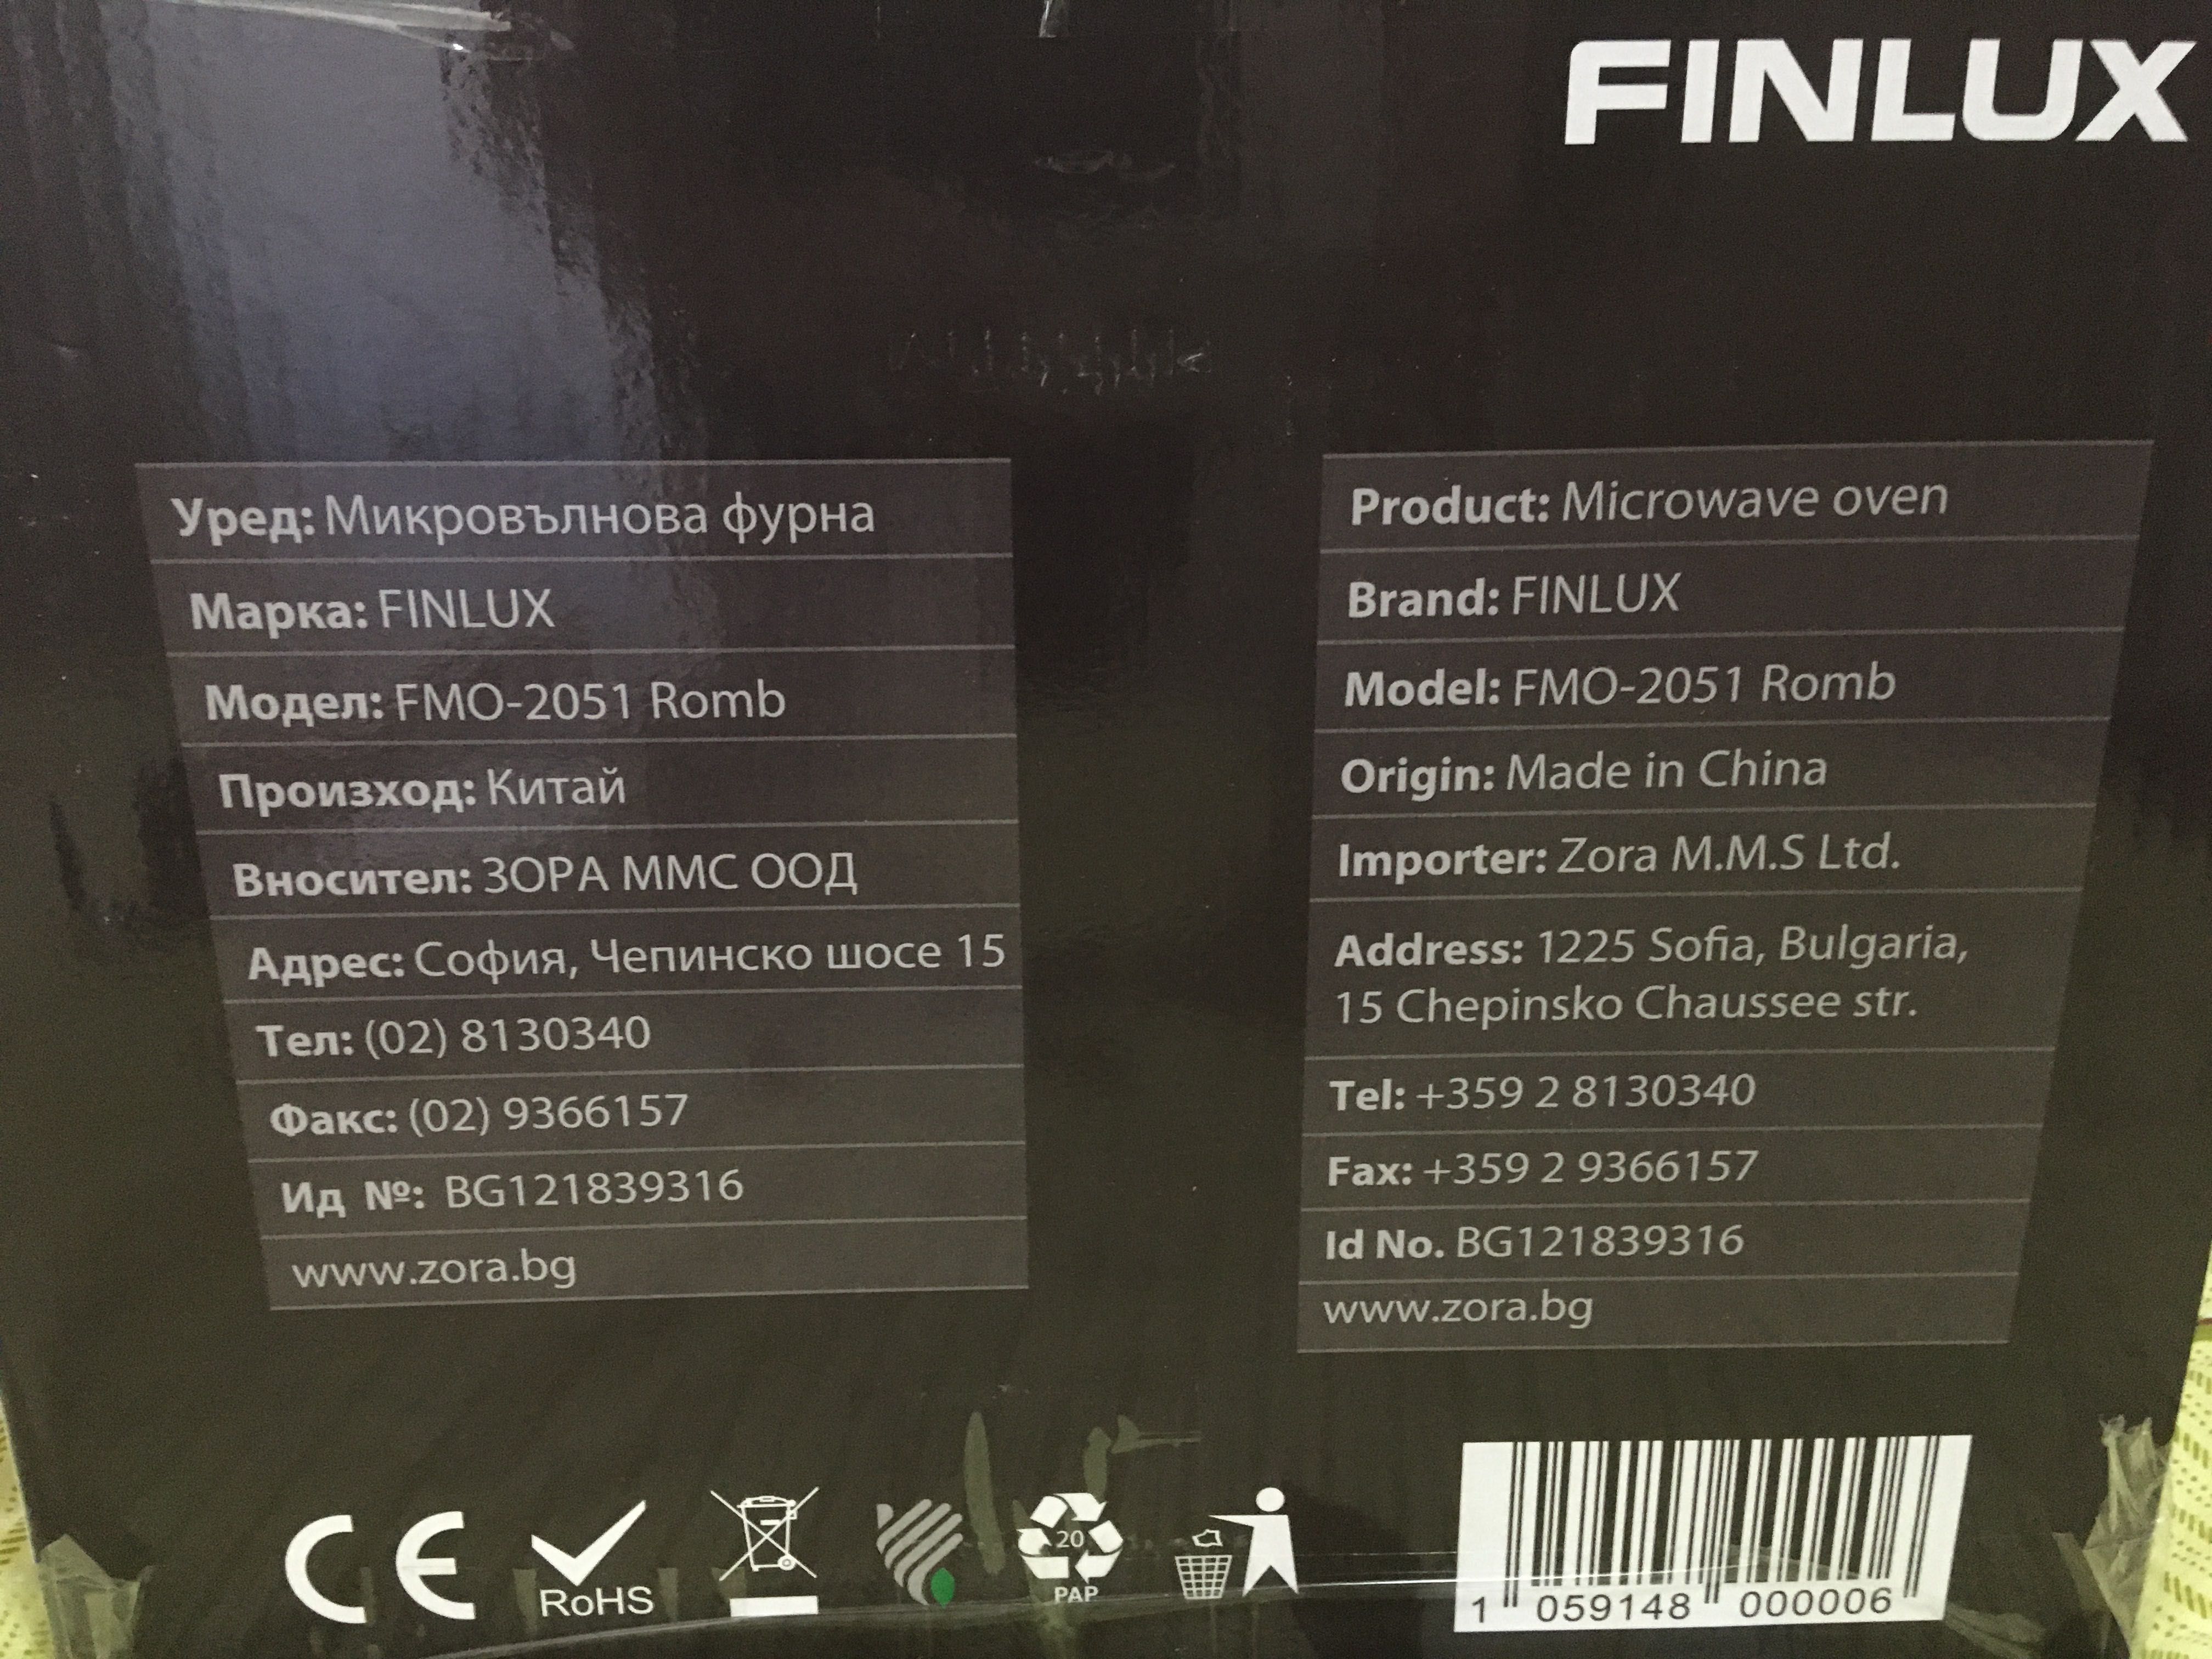 FINLUX
Уред: Микровълнова фурна
Марка: FINLUX
Модел: FMO-2051 Romb
Произход: Китай
Вносител: ЗОРА ММС ООД
Адрес: София, Чепинско шосе 15
Тел: (02) 8130340
Факс: (02) 9366157
Ид №: BG121839316
www.zora.bg
Product: Microwave oven
Brand: FINLUX
Model: FMO-2051 Romb
Origin: Made in China
Importer: Zora M.M.S Ltd.
Address: 1225 Sofia, Bulgaria,
15 Chepinsko Chaussee str.
Tel: +359 2 8130340
Fax: +359 2 9366157
Id No. BG121839316
www.zora.bg
CE
RoHS
20
PAP
1 059148 000006